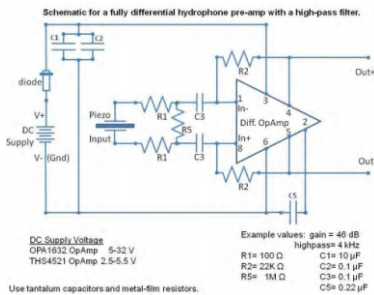 Schematic for a fully differential hydrophone pre-amp with a high-pass filter.
C1
C2
diode
R2
V+
DC
Supply
V- (Gnd)
Piezo
Input
R1
R1
R5
C3
C3
1
In-
Diff. OpAmp
In+
8
3
4
2
5
6
Out+
Out
R2
C5
DC Supply Voltage
OPA1632 OpAmp 5-32 V
THS4521 OpAmp 2.5-5.5 V
Example values: gain = 46 dB
highpass= 4 kHz
R1= 100 Ω C1= 10 µF
R2= 22K Ω C2= 0.1 µF
R5= 1M Ω C3= 0.1 µF
C5= 0.22 µF
Use tantalum capacitors and metal-film resistors.